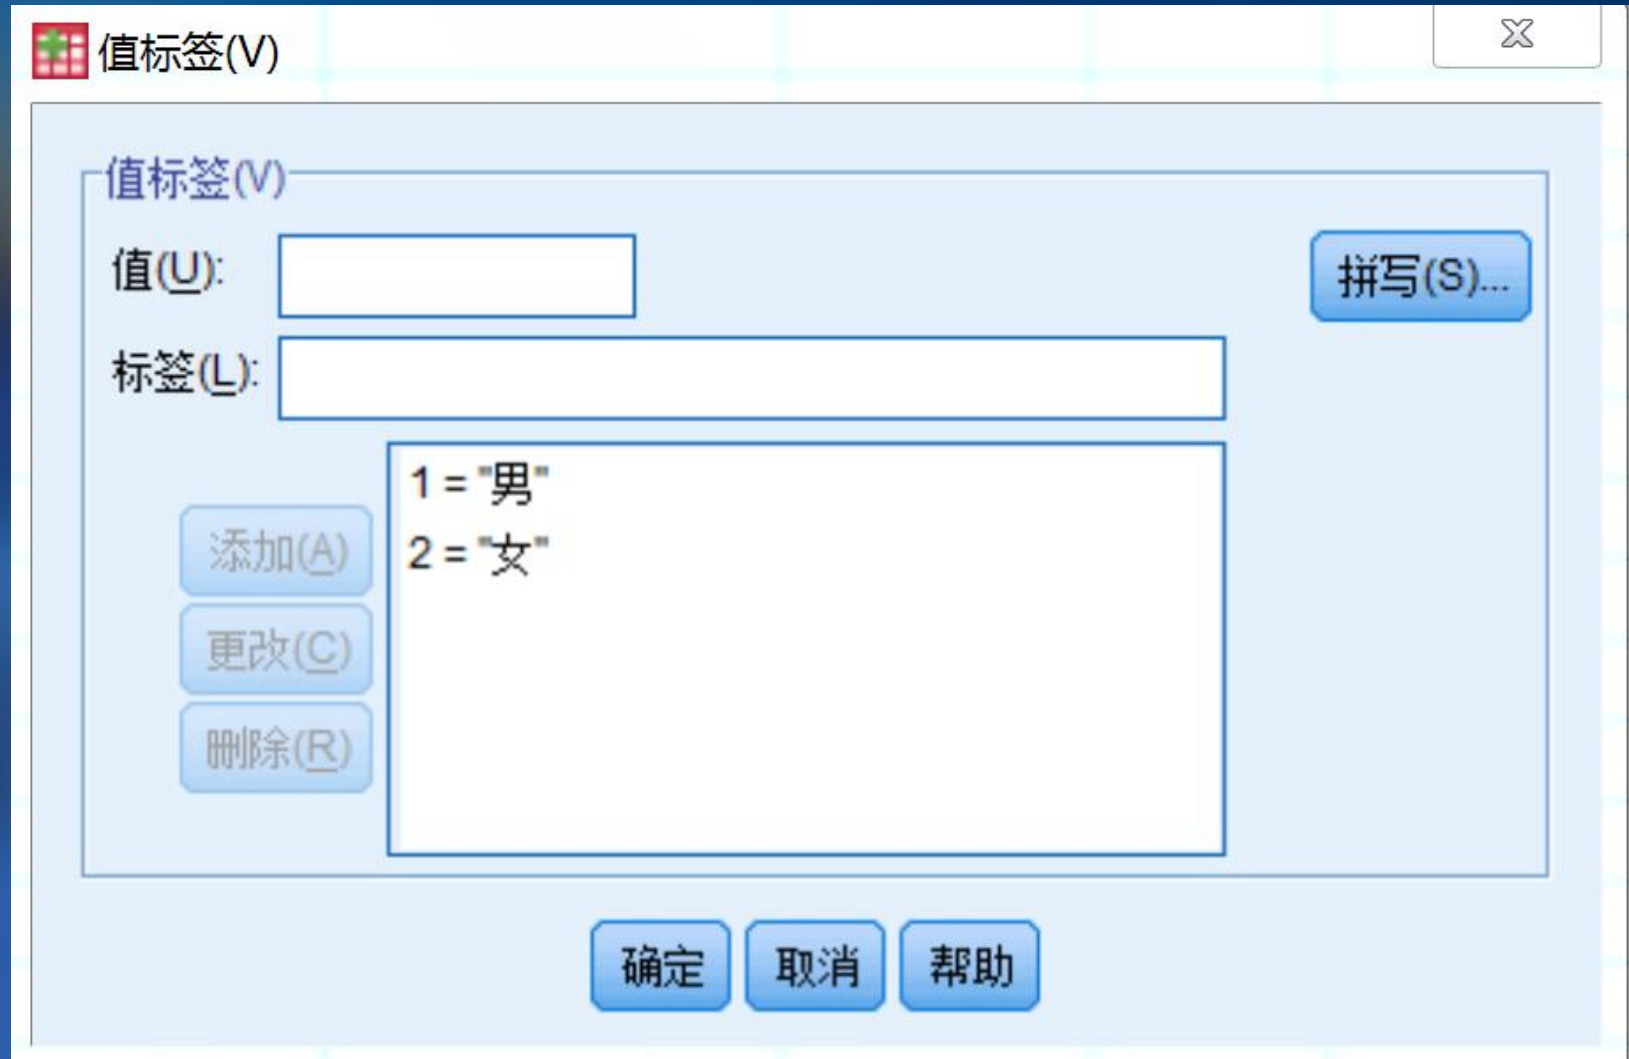 值标签(V)
值标签(V)
值(U):
拼写(S)...
标签(L):
1 = "男"
2 = "女"
添加(A)
更改(C)
删除(R)
确定 取消 帮助